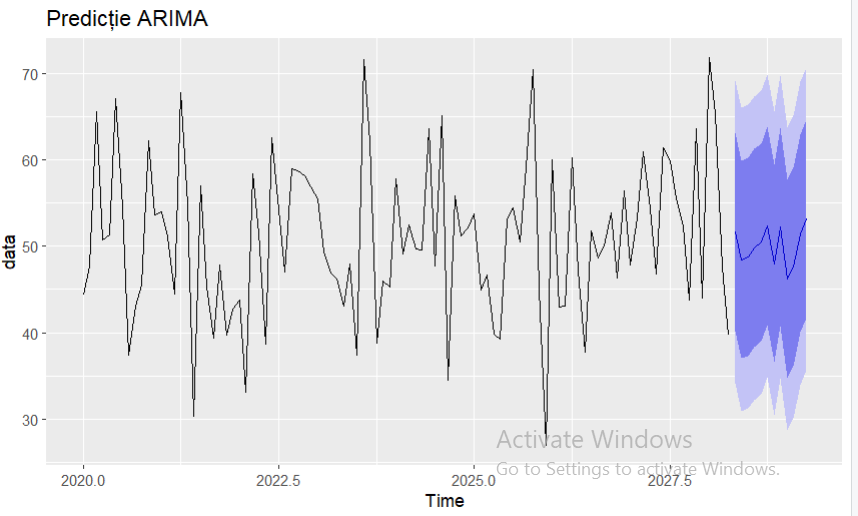 Predicție ARIMA
data
70
60
50
40
30
2020.0
2022.5
2025.0
2027.5
Time
Activate Windows
Go to Settings to activate Windows.